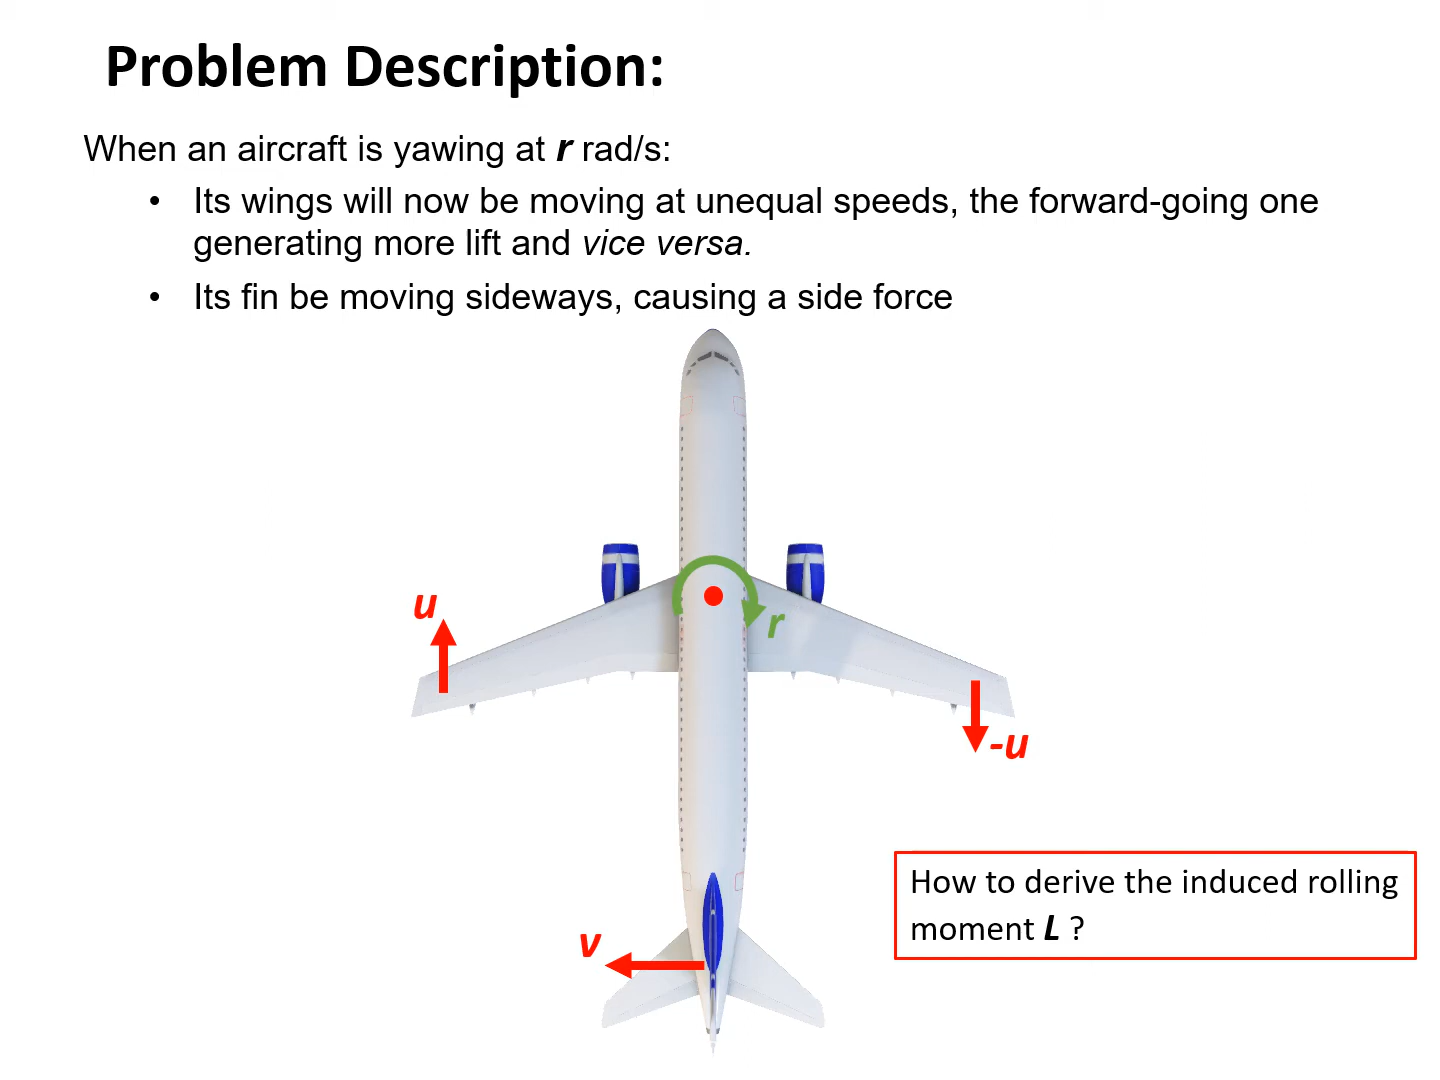 Problem Description:
When an aircraft is yawing at r rad/s:
• Its wings will now be moving at unequal speeds, the forward-going one
generating more lift and vice versa.
• Its fin be moving sideways, causing a side force
u
r
-u
How to derive the induced rolling
moment L ?
v